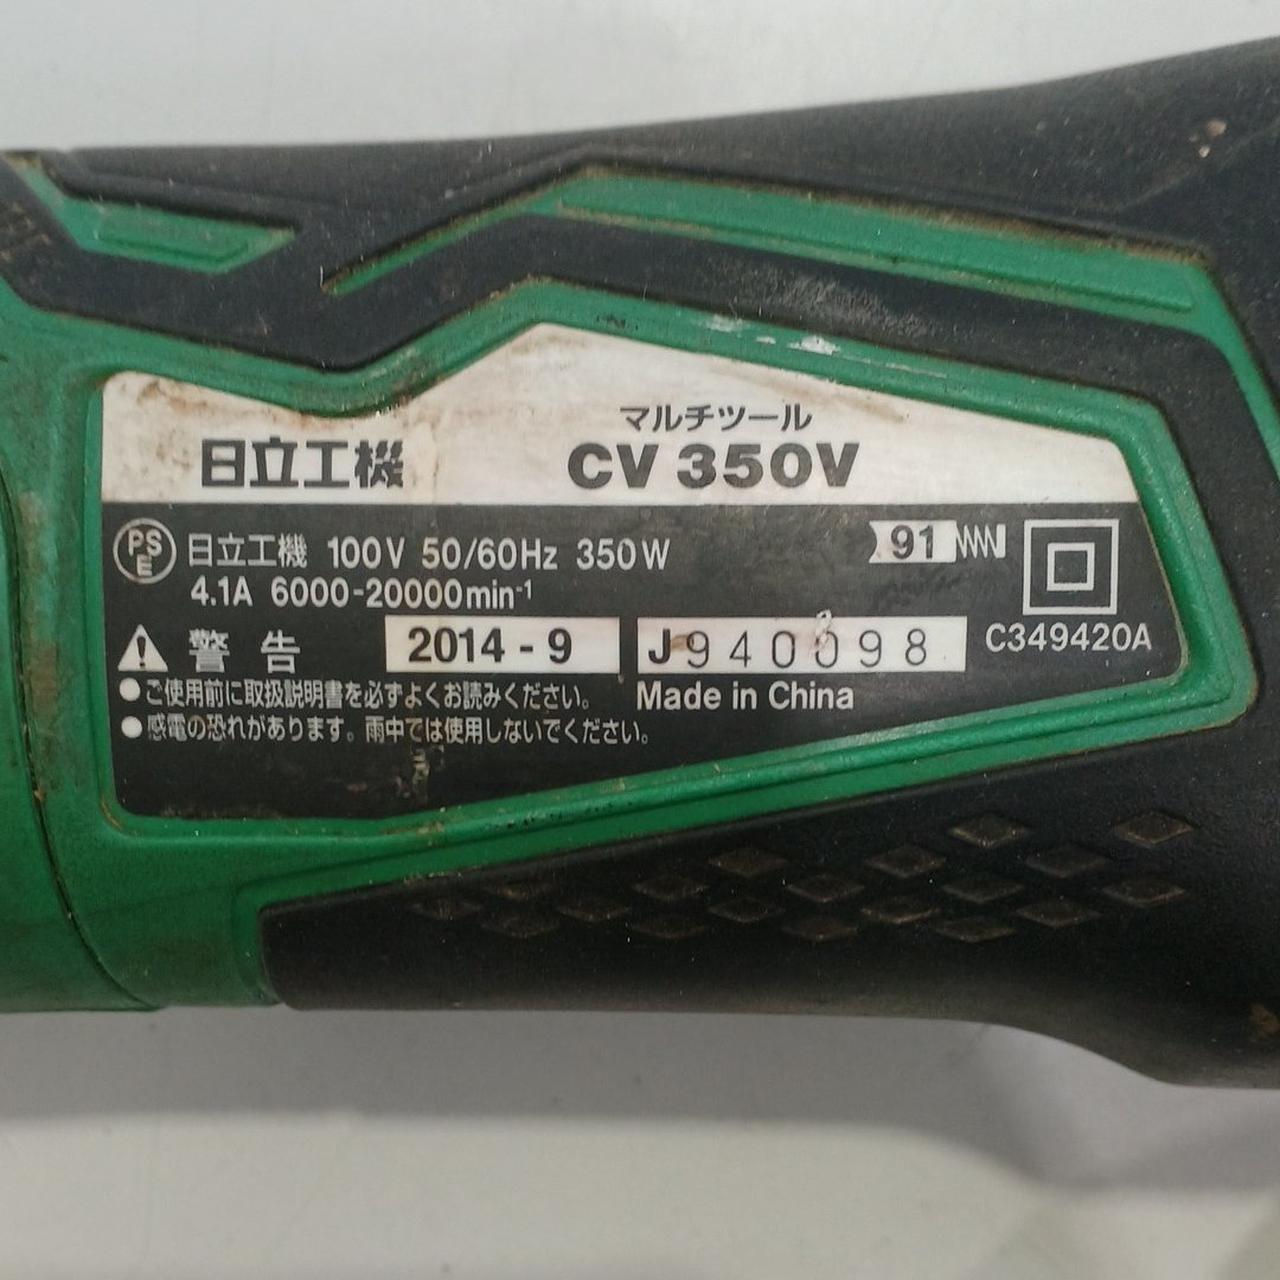 マルチツール
日立工機 CV 350V
PSE 日立工機 100V 50/60Hz 350W 91
4.1A 6000-20000min⁻¹
警告 2014-9 J940098 C349420A
●ご使用前に取扱説明書を必ずよくお読みください。 Made in China
●感電の恐れがあります。雨中では使用しないでください。